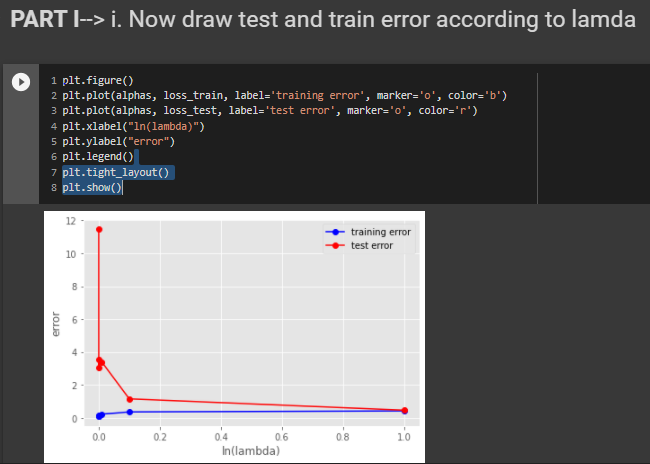 PART I--> i. Now draw test and train error according to lamda
1 plt.figure()
2 plt.plot(alphas, loss_train, label='training error', marker='o', color='b')
3 plt.plot(alphas, loss_test, label='test error', marker='o', color='r')
4 plt.xlabel("ln(lambda)")
5 plt.ylabel("error")
6 plt.legend()
7 plt.tight_layout()
8 plt.show()
training error
test error
12
10
8
6
4
2
0
error
0.0 0.2 0.4 0.6 0.8 1.0
ln(lambda)